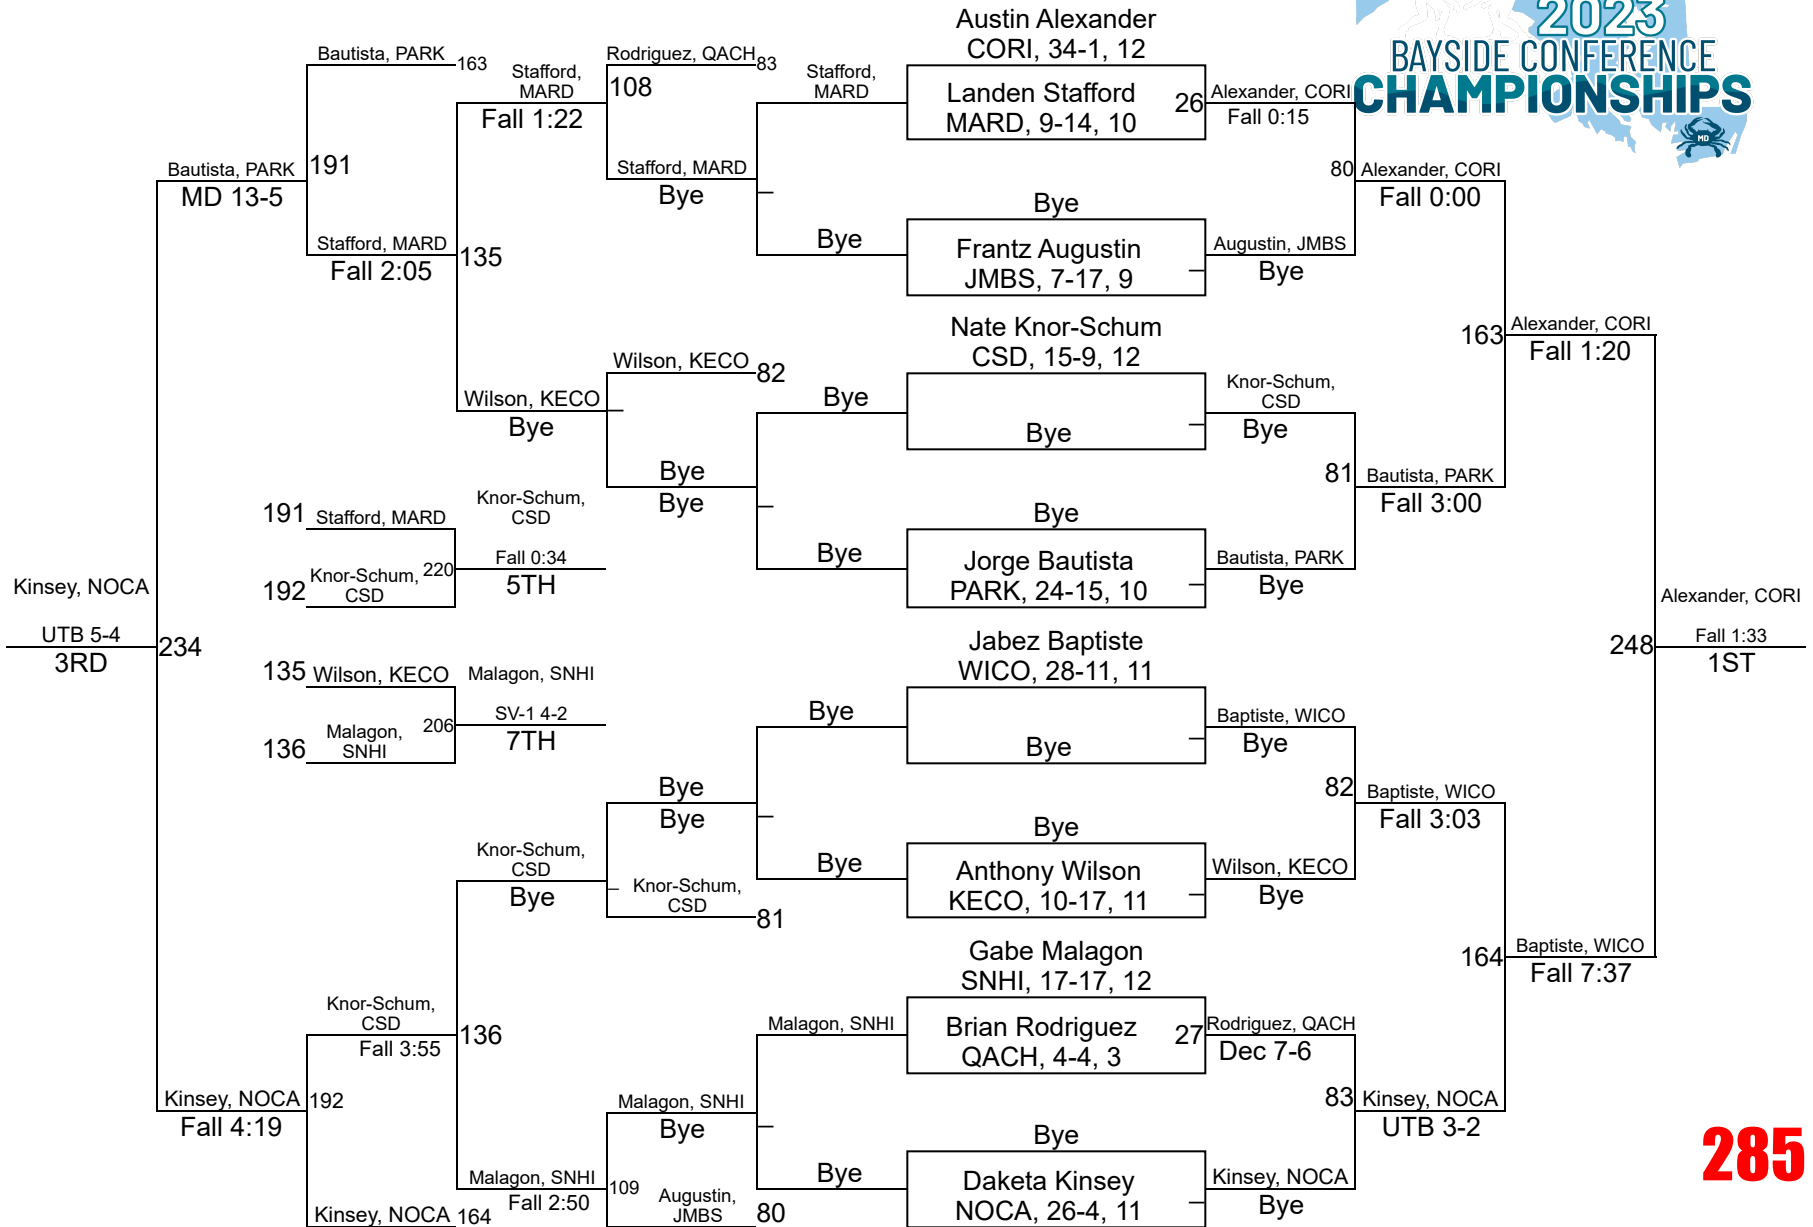 2023
BAYSIDE CONFERENCE
CHAMPIONSHIPS
MD
Austin Alexander
CORI, 34-1, 12
Landen Stafford
MARD, 9-14, 10
26
Bye
Frantz Augustin
JMBS, 7-17, 9
Nate Knor-Schum
CSD, 15-9, 12
Bye
Bye
Jorge Bautista
PARK, 24-15, 10
Jabez Baptiste
WICO, 28-11, 11
Bye
Bye
Anthony Wilson
KECO, 10-17, 11
Gabe Malagon
SNHI, 17-17, 12
Brian Rodriguez
QACH, 4-4, 3
27
Bye
Daketa Kinsey
NOCA, 26-4, 11
Alexander, CORI
Fall 0:15
Augustin, JMBS
Bye
Knor-Schum,
CSD
Bye
Bautista, PARK
Bye
Baptiste, WICO
Bye
Wilson, KECO
Bye
Rodriguez, QACH
Dec 7-6
Kinsey, NOCA
Bye
80
Alexander, CORI
Fall 0:00
81
Bautista, PARK
Fall 3:00
82
Baptiste, WICO
Fall 3:03
83
Kinsey, NOCA
UTB 3-2
163
Alexander, CORI
Fall 1:20
164
Baptiste, WICO
Fall 7:37
248
Alexander, CORI
Fall 1:33
1ST
Stafford,
MARD
Bye
Bye
Bye
Bye
Bye
Malagon, SNHI
Bye
Rodriguez, QACH
83
108
Stafford, MARD
Bye
Wilson, KECO
82
Bye
Bye
Bye
Bye
Knor-Schum,
CSD
81
Malagon, SNHI
Bye
109
Augustin,
JMBS
80
Stafford,
MARD
Fall 1:22
Wilson, KECO
Bye
Knor-Schum,
CSD
Bye
Malagon, SNHI
Fall 2:50
Bautista, PARK
163
191
Stafford, MARD
Fall 2:05
135
Knor-Schum,
CSD
Fall 3:55
136
192
Kinsey, NOCA
164
Bautista, PARK
MD 13-5
Kinsey, NOCA
Fall 4:19
Kinsey, NOCA
UTB 5-4
3RD
234
191
Stafford, MARD
192
Knor-Schum,
CSD
220
Knor-Schum,
CSD
Fall 0:34
5TH
135
Wilson, KECO
136
Malagon,
SNHI
206
Malagon, SNHI
SV-1 4-2
7TH
285